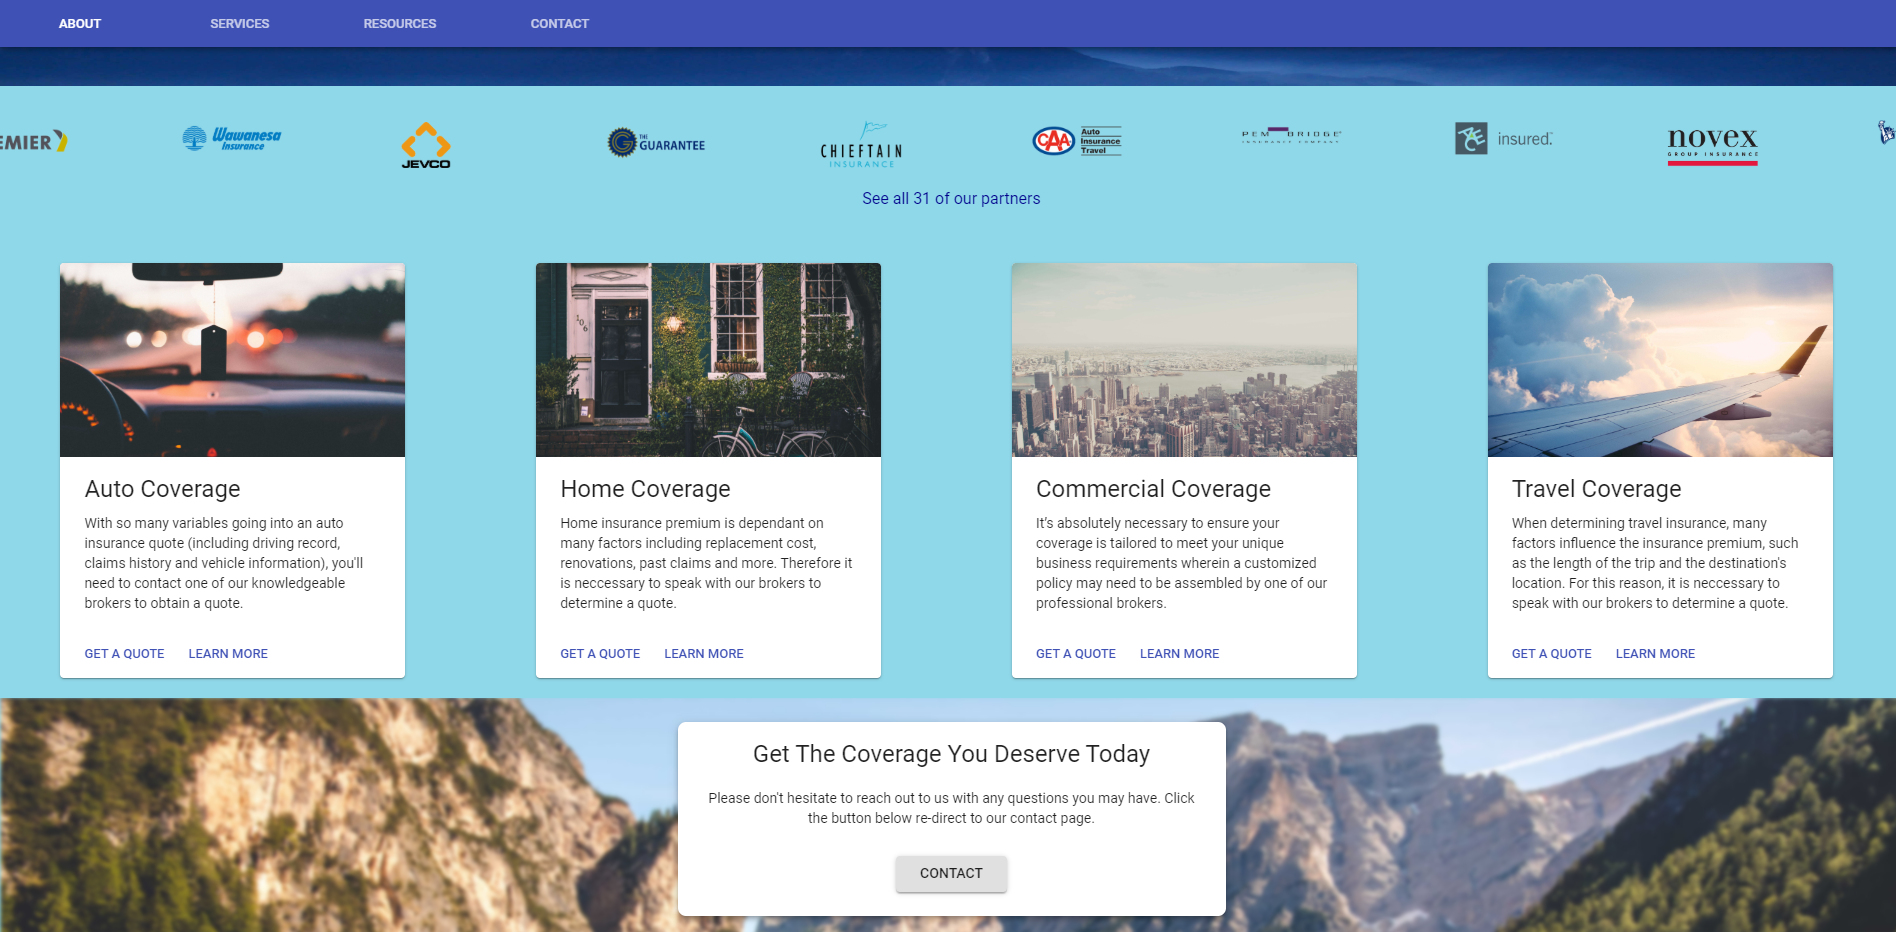 ABOUT SERVICES RESOURCES CONTACT
EMIER Wawanesa Insurance JEVCO THE GUARANTEE CHIEFTAIN INSURANCE CAA Auto Insurance Travel PEMBRIDGE INSURANCE COMPANY insured. novex GROUP INSURANCE
See all 31 of our partners
106
Auto Coverage
With so many variables going into an auto
insurance quote (including driving record,
claims history and vehicle information), you'll
need to contact one of our knowledgeable
brokers to obtain a quote.
GET A QUOTE LEARN MORE
Home Coverage
Home insurance premium is dependant on
many factors including replacement cost,
renovations, past claims and more. Therefore it
is neccessary to speak with our brokers to
determine a quote.
GET A QUOTE LEARN MORE
Commercial Coverage
It's absolutely necessary to ensure your
coverage is tailored to meet your unique
business requirements wherein a customized
policy may need to be assembled by one of our
professional brokers.
GET A QUOTE LEARN MORE
Travel Coverage
When determining travel insurance, many
factors influence the insurance premium, such
as the length of the trip and the destination's
location. For this reason, it is neccessary to
speak with our brokers to determine a quote.
GET A QUOTE LEARN MORE
Get The Coverage You Deserve Today
Please don't hesitate to reach out to us with any questions you may have. Click
the button below re-direct to our contact page.
CONTACT